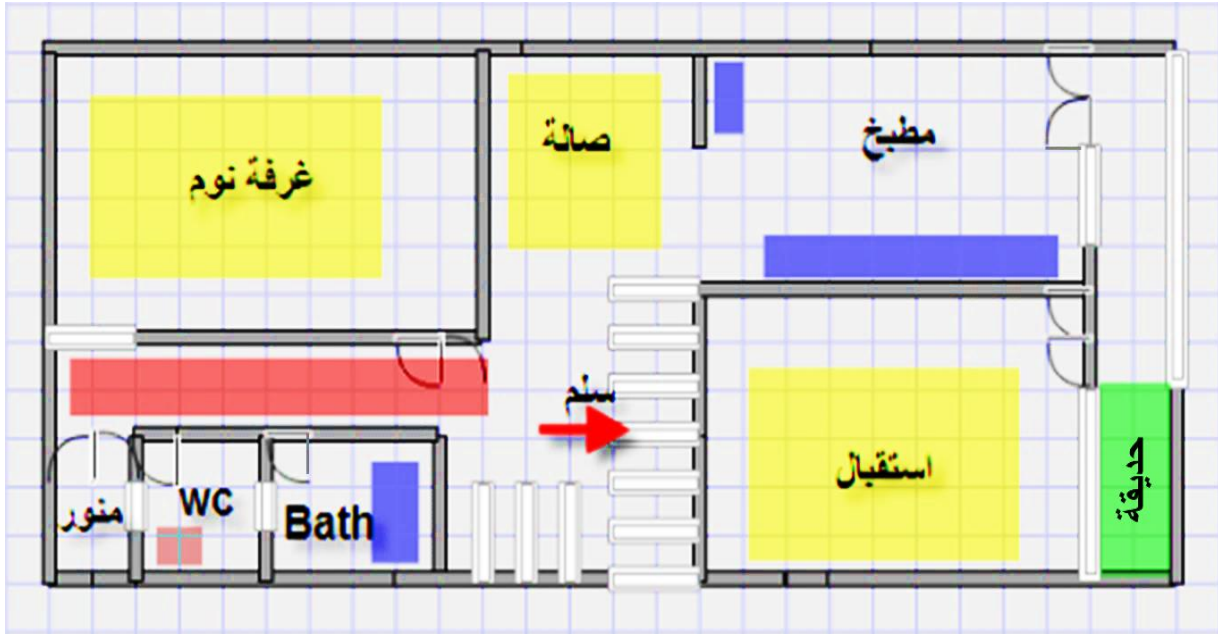 صالة
مطبخ
غرفة نوم
سلم
استقبال
حديقة
منور
WC
Bath